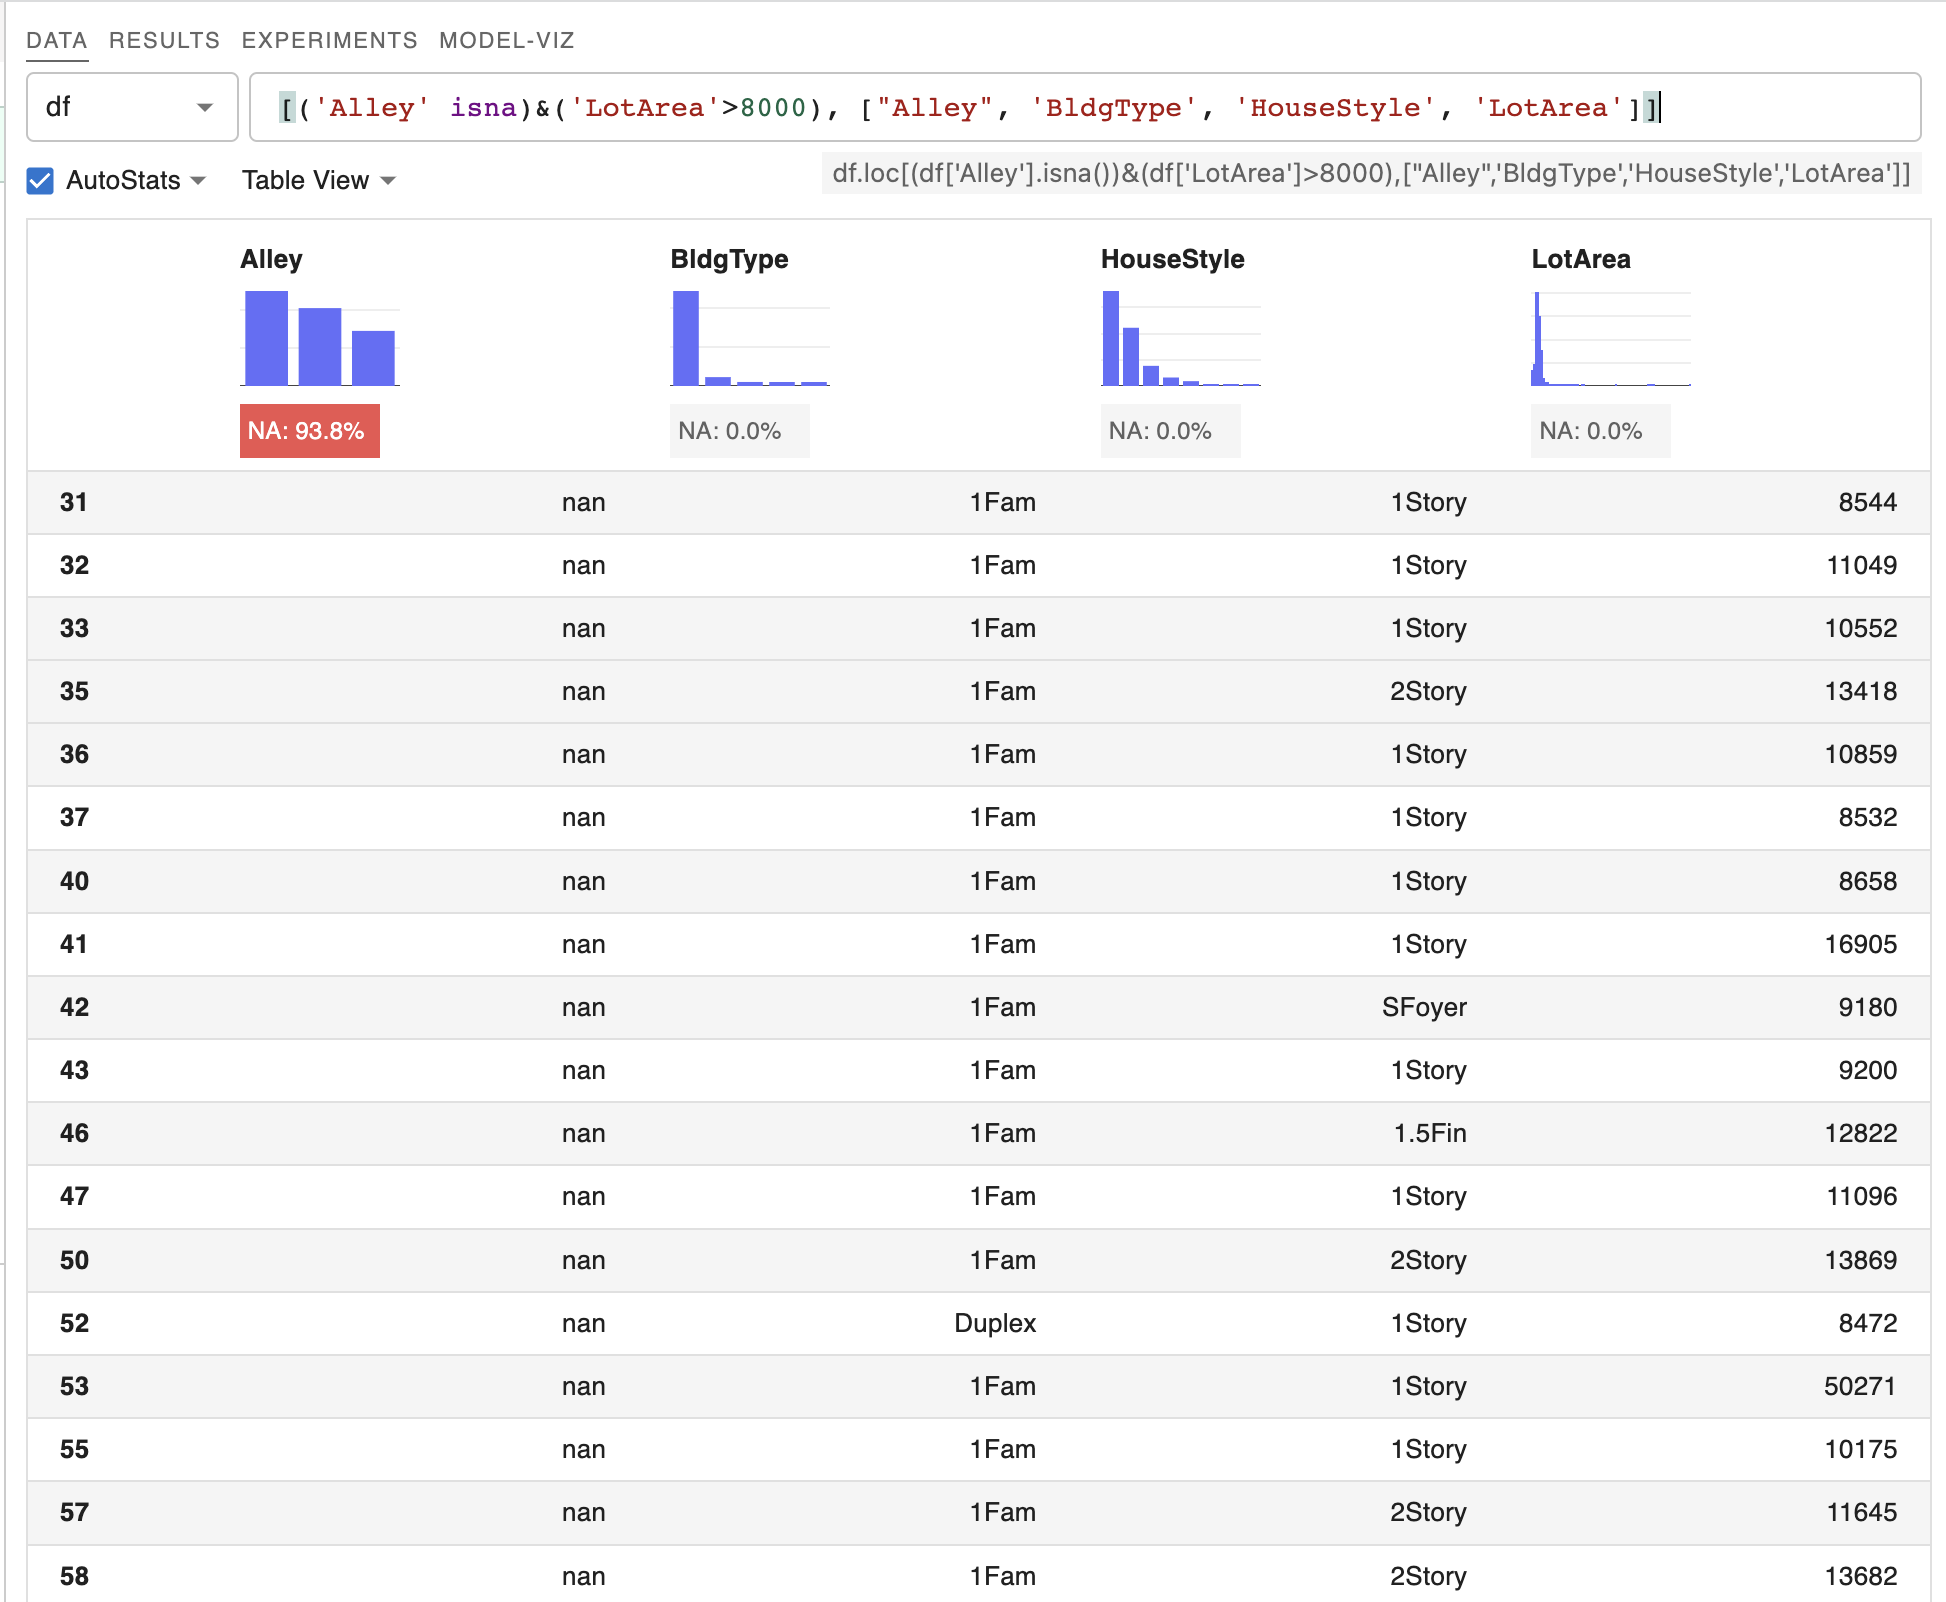 DATA RESULTS EXPERIMENTS MODEL-VIZ
df [('Alley' isna)&('LotArea'>8000), ["Alley", 'BldgType', 'HouseStyle', 'LotArea']]
AutoStats Table View df.loc[(df['Alley'].isna())&(df['LotArea']>8000),["Alley",'BldgType','HouseStyle','LotArea']]
Alley BldgType HouseStyle LotArea
NA: 93.8% NA: 0.0% NA: 0.0% NA: 0.0%
31 nan 1Fam 1Story 8544
32 nan 1Fam 1Story 11049
33 nan 1Fam 1Story 10552
35 nan 1Fam 2Story 13418
36 nan 1Fam 1Story 10859
37 nan 1Fam 1Story 8532
40 nan 1Fam 1Story 8658
41 nan 1Fam 1Story 16905
42 nan 1Fam SFoyer 9180
43 nan 1Fam 1Story 9200
46 nan 1Fam 1.5Fin 12822
47 nan 1Fam 1Story 11096
50 nan 1Fam 2Story 13869
52 nan Duplex 1Story 8472
53 nan 1Fam 1Story 50271
55 nan 1Fam 1Story 10175
57 nan 1Fam 2Story 11645
58 nan 1Fam 2Story 13682